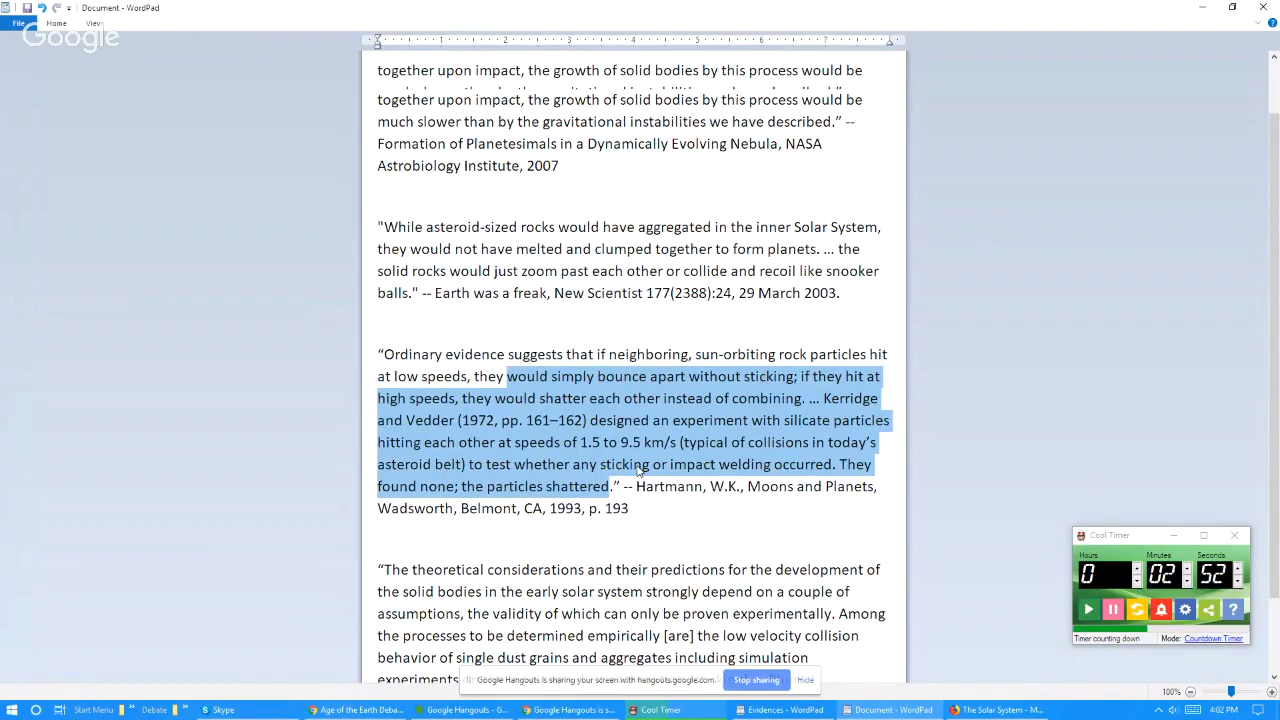 Document - WordPad
File
Home
View
Google
1
2
3
4
5
6
7
together upon impact, the growth of solid bodies by this process would be
together upon impact, the growth of solid bodies by this process would be
much slower than by the gravitational instabilities we have described.” --
Formation of Planetesimals in a Dynamically Evolving Nebula, NASA
Astrobiology Institute, 2007
"While asteroid-sized rocks would have aggregated in the inner Solar System,
they would not have melted and clumped together to form planets. ... the
solid rocks would just zoom past each other or collide and recoil like snooker
balls." -- Earth was a freak, New Scientist 177(2388):24, 29 March 2003.
“Ordinary evidence suggests that if neighboring, sun-orbiting rock particles hit
at low speeds, they would simply bounce apart without sticking; if they hit at
high speeds, they would shatter each other instead of combining. ... Kerridge
and Vedder (1972, pp. 161–162) designed an experiment with silicate particles
hitting each other at speeds of 1.5 to 9.5 km/s (typical of collisions in today’s
asteroid belt) to test whether any sticking or impact welding occurred. They
found none; the particles shattered.” -- Hartmann, W.K., Moons and Planets,
Wadsworth, Belmont, CA, 1993, p. 193
“The theoretical considerations and their predictions for the development of
the solid bodies in the early solar system strongly depend on a couple of
assumptions, the validity of which can only be proven experimentally. Among
the processes to be determined empirically [are] the low velocity collision
behavior of single dust grains and aggregates including simulation
experiments
Cool Timer
Hours
Minutes
Seconds
0
02
52
Timer counting down
Mode: Countdown Timer
Google Hangouts is sharing your screen with hangouts.google.com.
Stop sharing
Hide
100%
Start Menu
Debate
Skype
Age of the Earth Deba...
Google Hangouts - G...
Google Hangouts is s...
Cool Timer
Evidences - WordPad
Document - WordPad
The Solar System - M...
4:02 PM